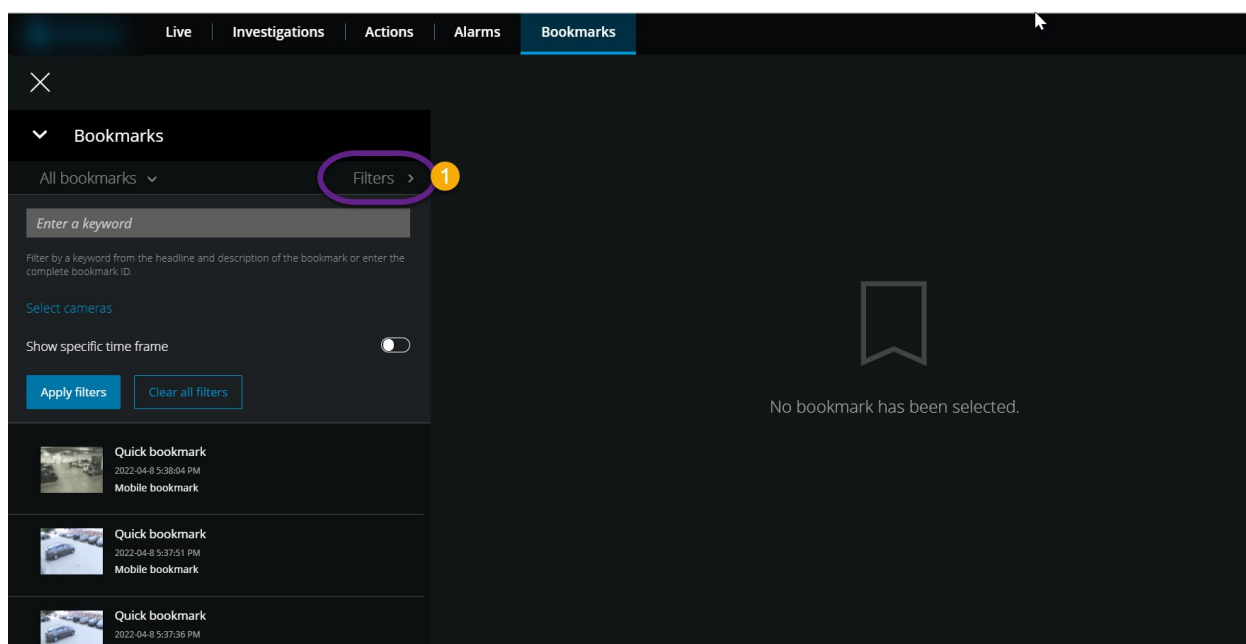 Live
Investigations
Actions
Alarms
Bookmarks
Bookmarks
All bookmarks
Filters
1
Enter a keyword
Filter by a keyword from the headline and description of the bookmark or enter the
complete bookmark ID.
Select cameras
Show specific time frame
Apply filters
Clear all filters
No bookmark has been selected.
Quick bookmark
2022-04-8 5:38:04 PM
Mobile bookmark
Quick bookmark
2022-04-8 5:37:51 PM
Mobile bookmark
Quick bookmark
2022-04-8 5:37:36 PM